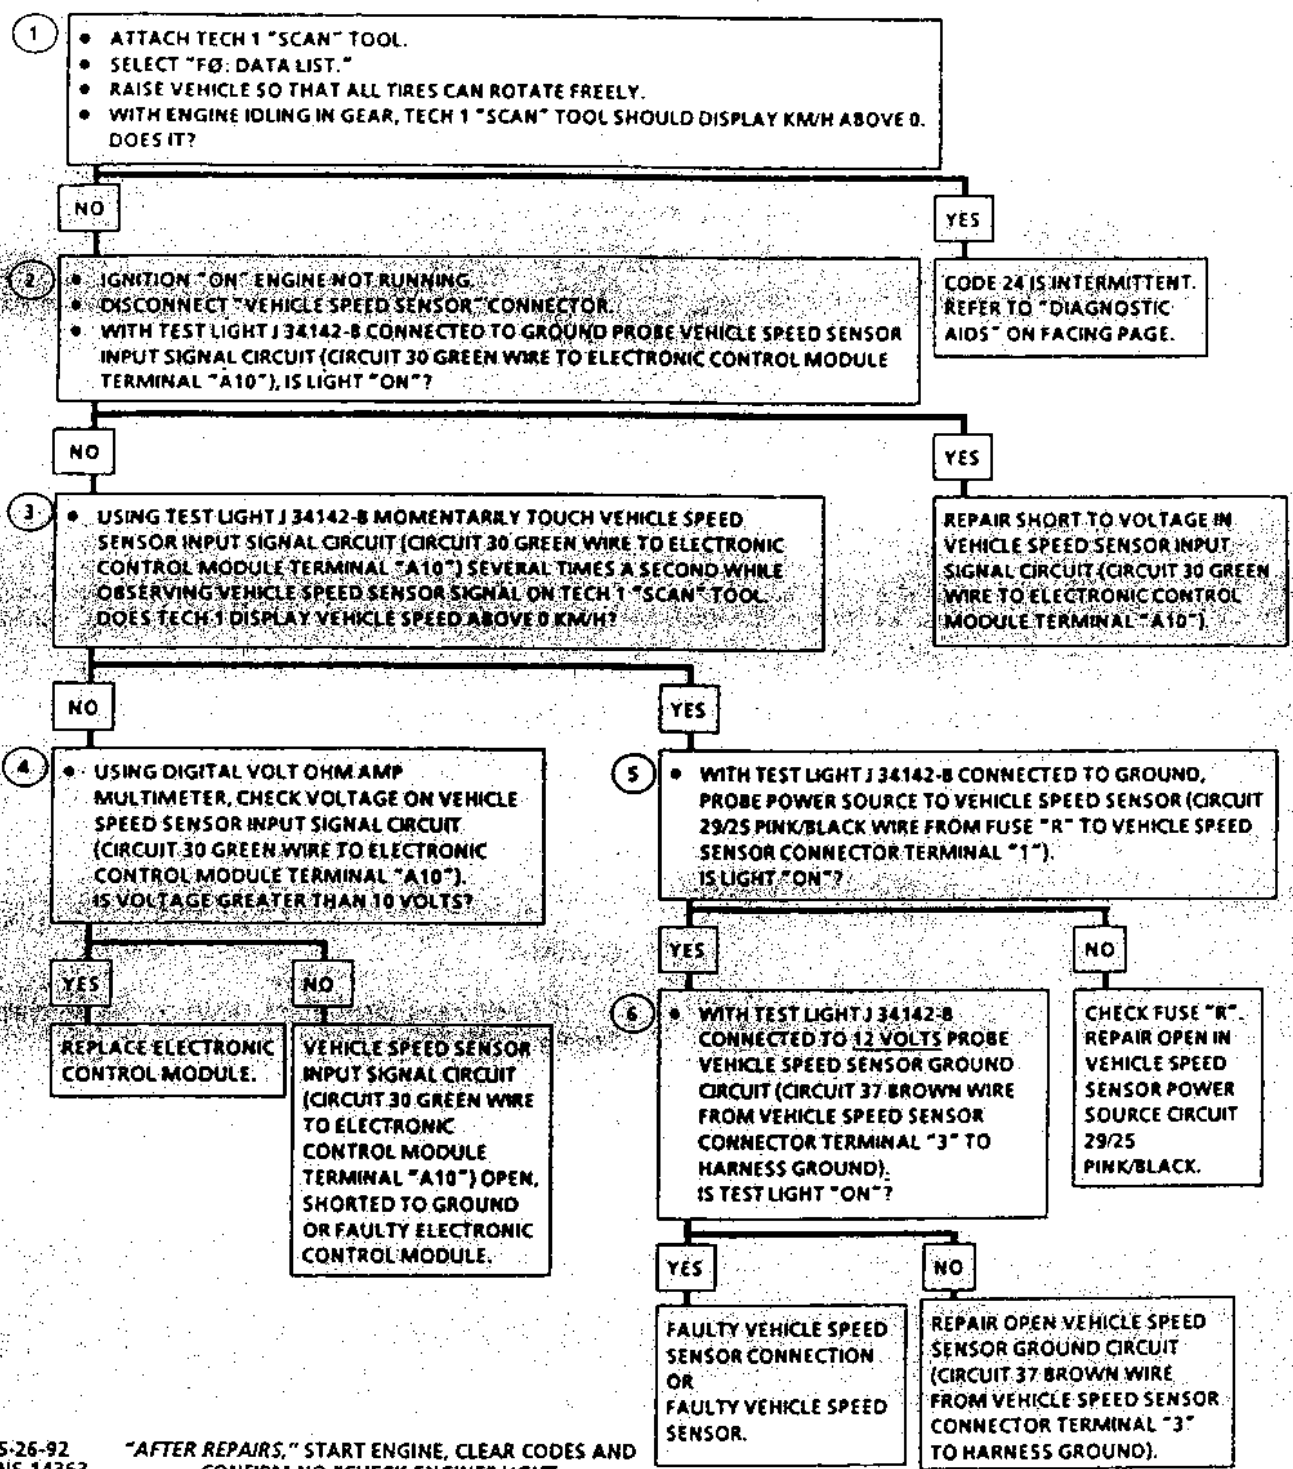 1
• ATTACH TECH 1 "SCAN" TOOL.
• SELECT "FØ: DATA LIST."
• RAISE VEHICLE SO THAT ALL TIRES CAN ROTATE FREELY.
• WITH ENGINE IDLING IN GEAR, TECH 1 "SCAN" TOOL SHOULD DISPLAY KM/H ABOVE 0.
DOES IT?
NO
YES
2
• IGNITION "ON" ENGINE NOT RUNNING.
• DISCONNECT "VEHICLE SPEED SENSOR" CONNECTOR.
• WITH TEST LIGHT J 34142-B CONNECTED TO GROUND PROBE VEHICLE SPEED SENSOR
INPUT SIGNAL CIRCUIT (CIRCUIT 30 GREEN WIRE TO ELECTRONIC CONTROL MODULE
TERMINAL "A10"), IS LIGHT "ON"?
CODE 24 IS INTERMITTENT.
REFER TO "DIAGNOSTIC
AIDS" ON FACING PAGE.
NO
YES
3
• USING TEST LIGHT J 34142-B MOMENTARILY TOUCH VEHICLE SPEED
SENSOR INPUT SIGNAL CIRCUIT (CIRCUIT 30 GREEN WIRE TO ELECTRONIC
CONTROL MODULE TERMINAL "A10") SEVERAL TIMES A SECOND WHILE
OBSERVING VEHICLE SPEED SENSOR SIGNAL ON TECH 1 "SCAN" TOOL.
DOES TECH 1 DISPLAY VEHICLE SPEED ABOVE 0 KM/H?
REPAIR SHORT TO VOLTAGE IN
VEHICLE SPEED SENSOR INPUT
SIGNAL CIRCUIT (CIRCUIT 30 GREEN
WIRE TO ELECTRONIC CONTROL
MODULE TERMINAL "A10").
NO
YES
4
• USING DIGITAL VOLT OHM AMP
MULTIMETER, CHECK VOLTAGE ON VEHICLE
SPEED SENSOR INPUT SIGNAL CIRCUIT
(CIRCUIT 30 GREEN WIRE TO ELECTRONIC
CONTROL MODULE TERMINAL "A10").
IS VOLTAGE GREATER THAN 10 VOLTS?
5
• WITH TEST LIGHT J 34142-B CONNECTED TO GROUND,
PROBE POWER SOURCE TO VEHICLE SPEED SENSOR (CIRCUIT
29/25 PINK/BLACK WIRE FROM FUSE "R" TO VEHICLE SPEED
SENSOR CONNECTOR TERMINAL "1").
IS LIGHT "ON"?
YES
NO
YES
NO
REPLACE ELECTRONIC
CONTROL MODULE.
VEHICLE SPEED SENSOR
INPUT SIGNAL CIRCUIT
(CIRCUIT 30 GREEN WIRE
TO ELECTRONIC
CONTROL MODULE
TERMINAL "A10") OPEN,
SHORTED TO GROUND
OR FAULTY ELECTRONIC
CONTROL MODULE.
6
• WITH TEST LIGHT J 34142-B
CONNECTED TO 12 VOLTS PROBE
VEHICLE SPEED SENSOR GROUND
CIRCUIT (CIRCUIT 37 BROWN WIRE
FROM VEHICLE SPEED SENSOR
CONNECTOR TERMINAL "3" TO
HARNESS GROUND).
IS TEST LIGHT "ON"?
CHECK FUSE "R".
REPAIR OPEN IN
VEHICLE SPEED
SENSOR POWER
SOURCE CIRCUIT
29/25
PINK/BLACK.
YES
NO
FAULTY VEHICLE SPEED
SENSOR CONNECTION
OR
FAULTY VEHICLE SPEED
SENSOR.
REPAIR OPEN VEHICLE SPEED
SENSOR GROUND CIRCUIT
(CIRCUIT 37 BROWN WIRE
FROM VEHICLE SPEED SENSOR
CONNECTOR TERMINAL "3"
TO HARNESS GROUND).
5-26-92
"AFTER REPAIRS," START ENGINE, CLEAR CODES AND
14363
CONFIRM NO "CHECK ENGINE" LIGHT